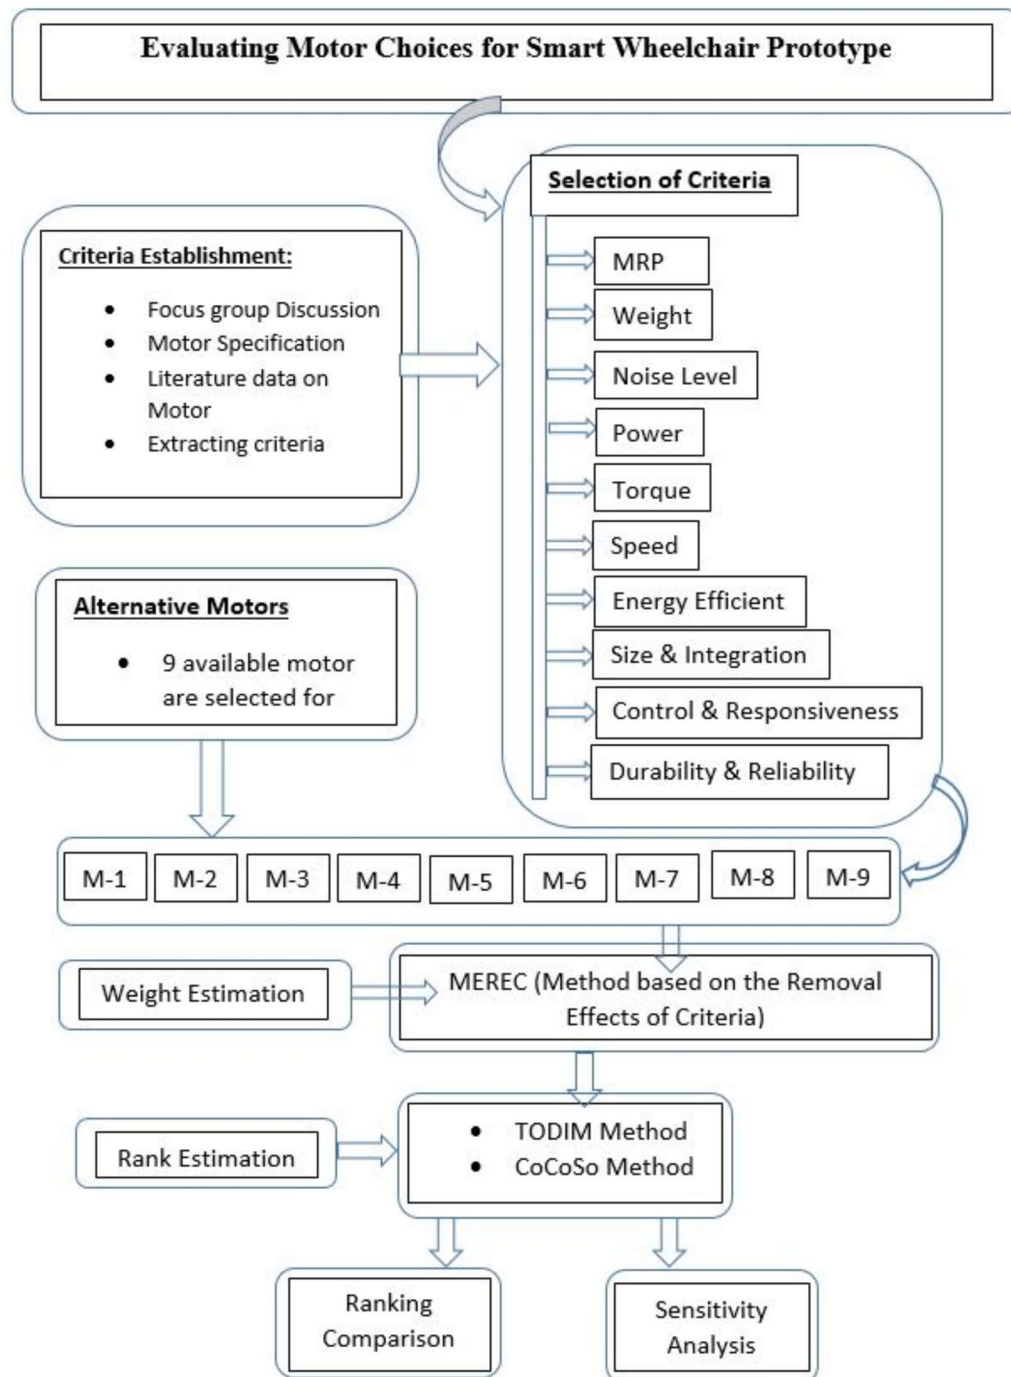 Evaluating Motor Choices for Smart Wheelchair Prototype
Selection of Criteria
MRP
Weight
Noise Level
Power
Torque
Speed
Energy Efficient
Size & Integration
Control & Responsiveness
Durability & Reliability
Criteria Establishment:
• Focus group Discussion
• Motor Specification
• Literature data on
Motor
• Extracting criteria
Alternative Motors
• 9 available motor
are selected for
M-1 M-2 M-3 M-4 M-5 M-6 M-7 M-8 M-9
Weight Estimation
MEREC (Method based on the Removal
Effects of Criteria)
Rank Estimation
• TODIM Method
• CoCoSo Method
Ranking
Comparison
Sensitivity
Analysis